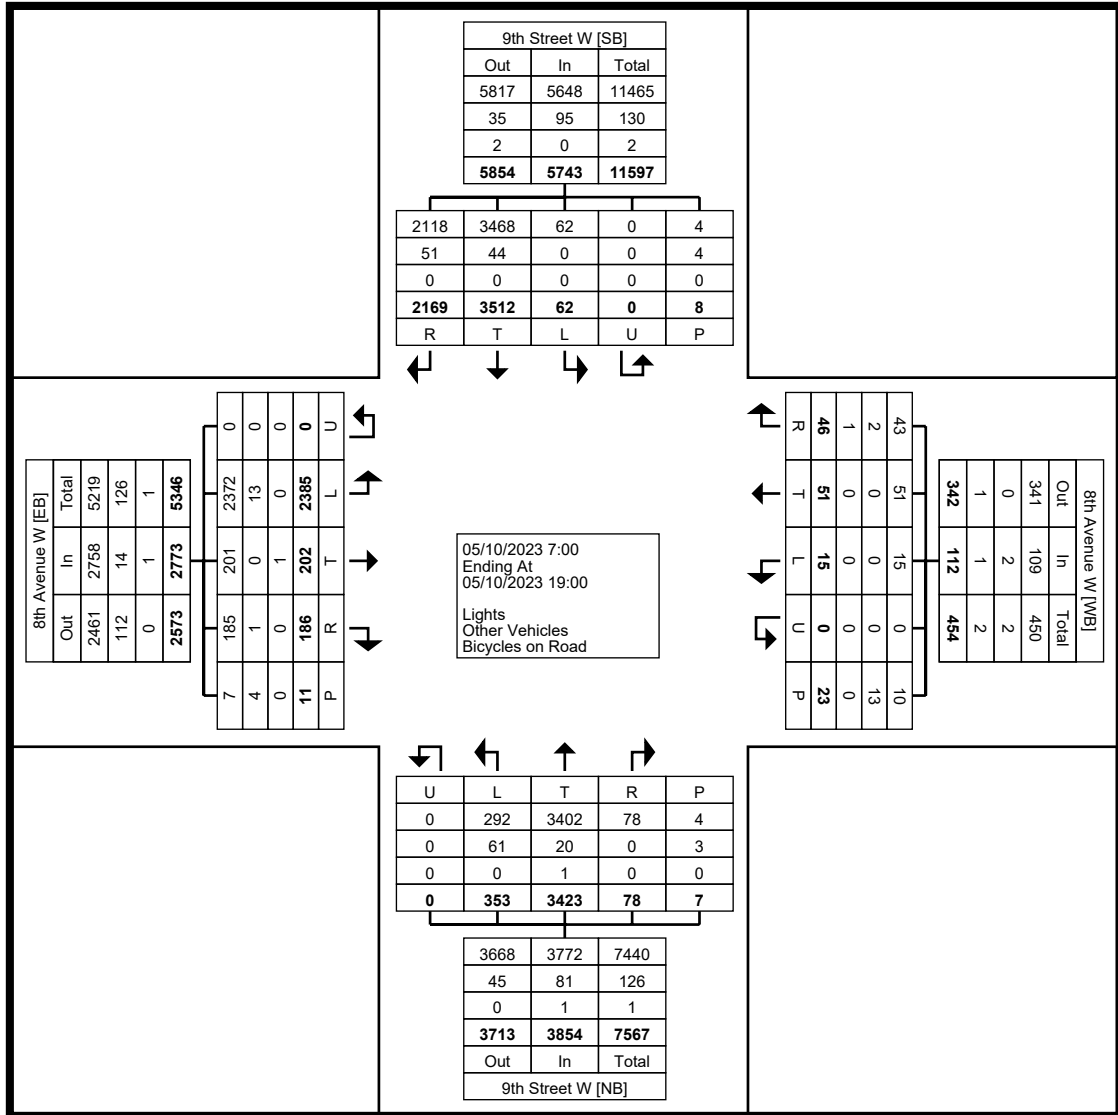 9th Street W [SB]
Out In Total
5817 5648 11465
35 95 130
2 0 2
5854 5743 11597
2118 3468 62 0 4
51 44 0 0 4
0 0 0 0 0
2169 3512 62 0 8
R T L U P
8th Avenue W [EB]
Total In Out
5219 2758 2461
126 14 112
1 1 0
5346 2773 2573
0 2372 201 185 7
0 13 0 1 4
0 0 1 0 0
0 2385 202 186 11
U L T R P
05/10/2023 7:00
Ending At
05/10/2023 19:00
Lights
Other Vehicles
Bicycles on Road
R T L U P
46 51 15 0 23
1 0 0 0 0
2 0 0 0 13
43 51 15 0 10
8th Avenue W [WB]
Out In Total
341 109 450
0 2 2
1 1 2
342 112 454
U L T R P
0 292 3402 78 4
0 61 20 0 3
0 0 1 0 0
0 353 3423 78 7
3668 3772 7440
45 81 126
0 1 1
3713 3854 7567
Out In Total
9th Street W [NB]